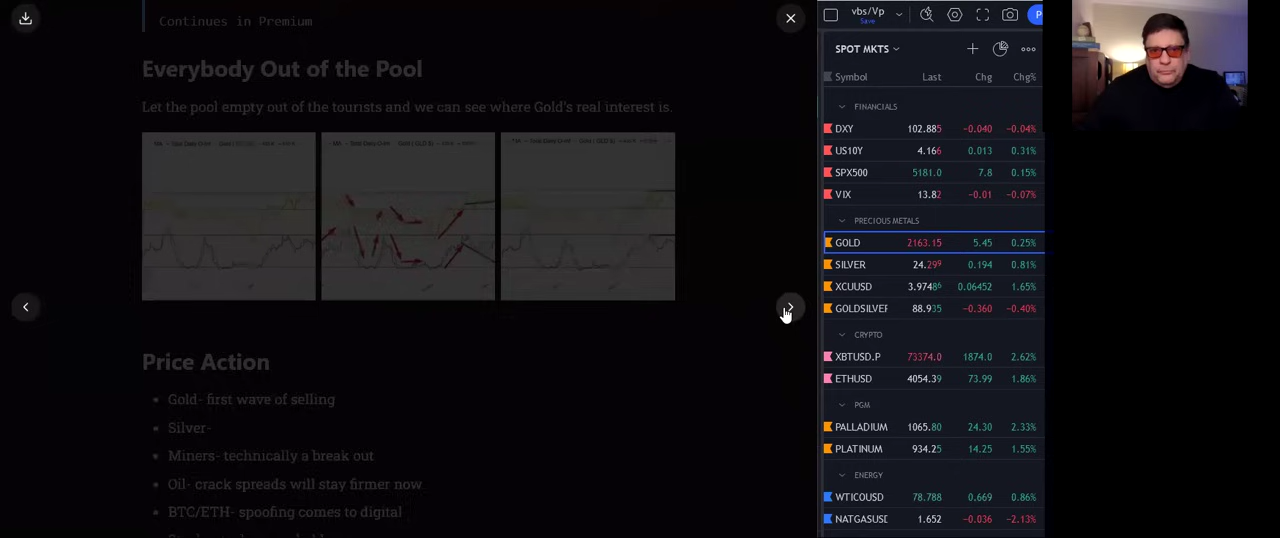 Continues in Premium
Everybody Out of the Pool
Let the pool empty out of the tourists and we can see where Gold's real interest is.
Price Action
Gold- first wave of selling
Silver-
Miners- technically a break out
Oil- crack spreads will stay firmer now
BTC/ETH- spoofing comes to digital
vbs/Vp
Save
P
SPOT MKTS
Symbol Last Chg Chg%
FINANCIALS
DXY 102.885 −0.040 −0.04%
US10Y 4.166 0.013 0.31%
SPX500 5181.0 7.8 0.15%
VIX 13.82 −0.01 −0.07%
PRECIOUS METALS
GOLD 2163.15 5.45 0.25%
SILVER 24.299 0.194 0.81%
XCUUSD 3.97486 0.06452 1.65%
GOLDSILVER 88.935 −0.360 −0.40%
CRYPTO
XBTUSD.P 73374.0 1874.0 2.62%
ETHUSD 4054.39 73.99 1.86%
PGM
PALLADIUM 1065.80 24.30 2.33%
PLATINUM 934.25 14.25 1.55%
ENERGY
WTICOUSD 78.788 0.669 0.86%
NATGASUSD 1.652 −0.036 −2.13%